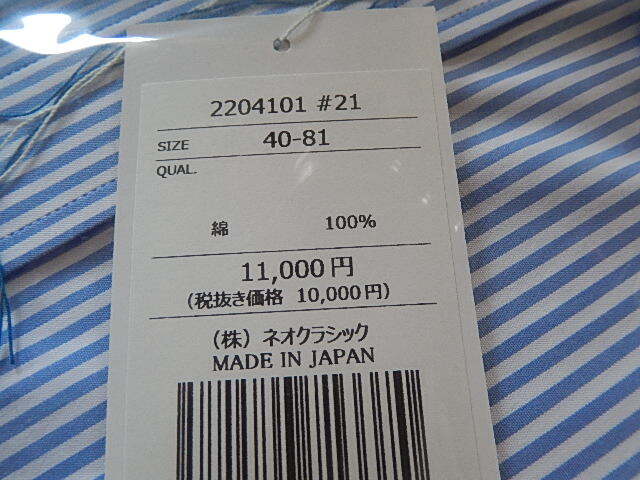 2204101 #21
SIZE 40-81
QUAL.
綿 100%
11,000円
(税抜き価格 10,000円)
(株) ネオクラシック
MADE IN JAPAN